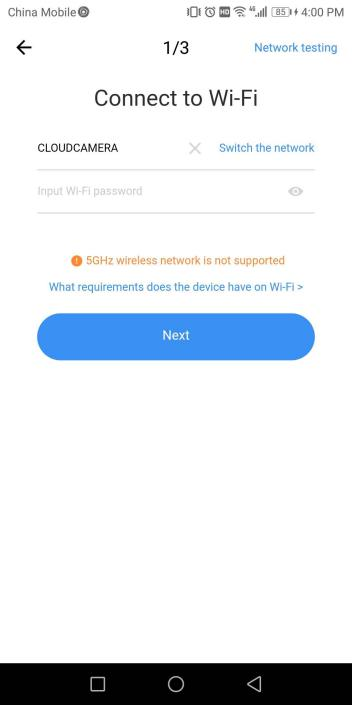 China Mobile HD 4G 85 4:00 PM
1/3 Network testing
Connect to Wi-Fi
CLOUDCAMERA Switch the network
Input Wi-Fi password
5GHz wireless network is not supported
What requirements does the device have on Wi-Fi >
Next